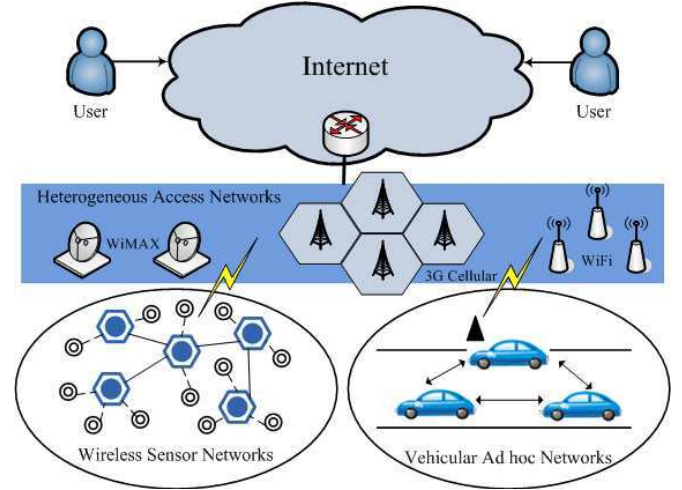 Internet
User
User
Heterogeneous Access Networks
WiMAX
WiFi
3G Cellular
Wireless Sensor Networks
Vehicular Ad hoc Networks